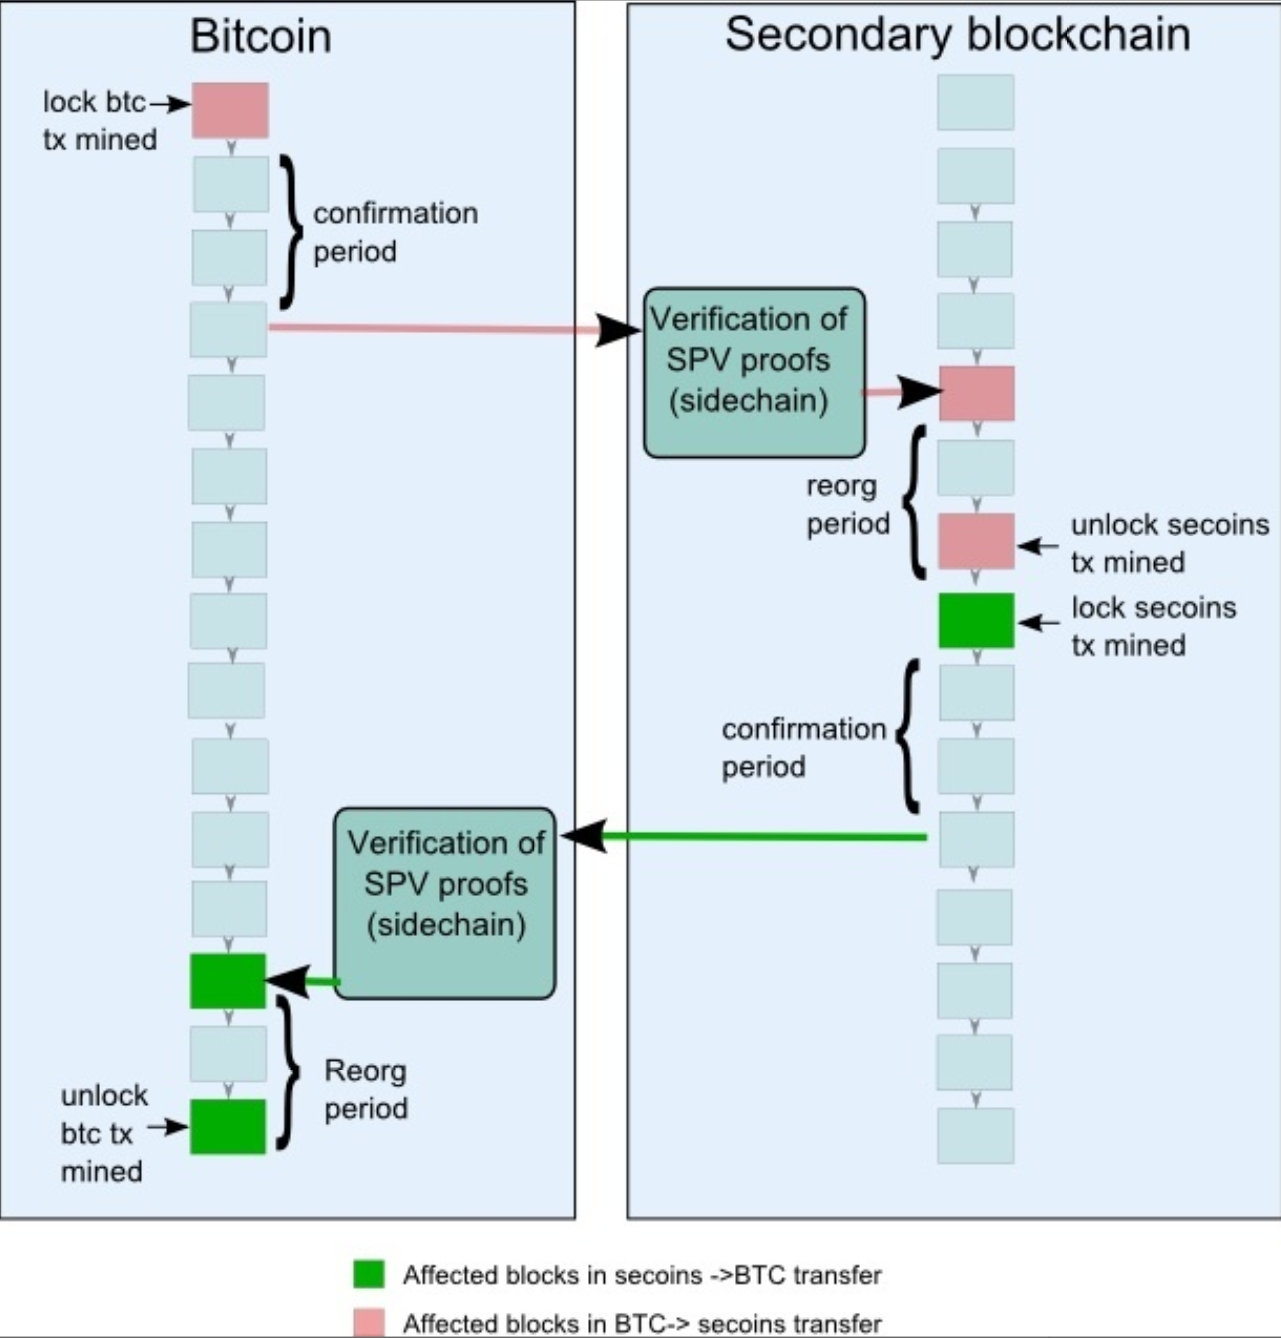 Bitcoin
lock btc
tx mined
confirmation
period
Secondary blockchain
Verification of
SPV proofs
(sidechain)
reorg
period
unlock secoins
tx mined
lock secoins
tx mined
confirmation
period
Verification of
SPV proofs
(sidechain)
Reorg
period
unlock
btc tx
mined
Affected blocks in secoins ->BTC transfer
Affected blocks in BTC-> secoins transfer